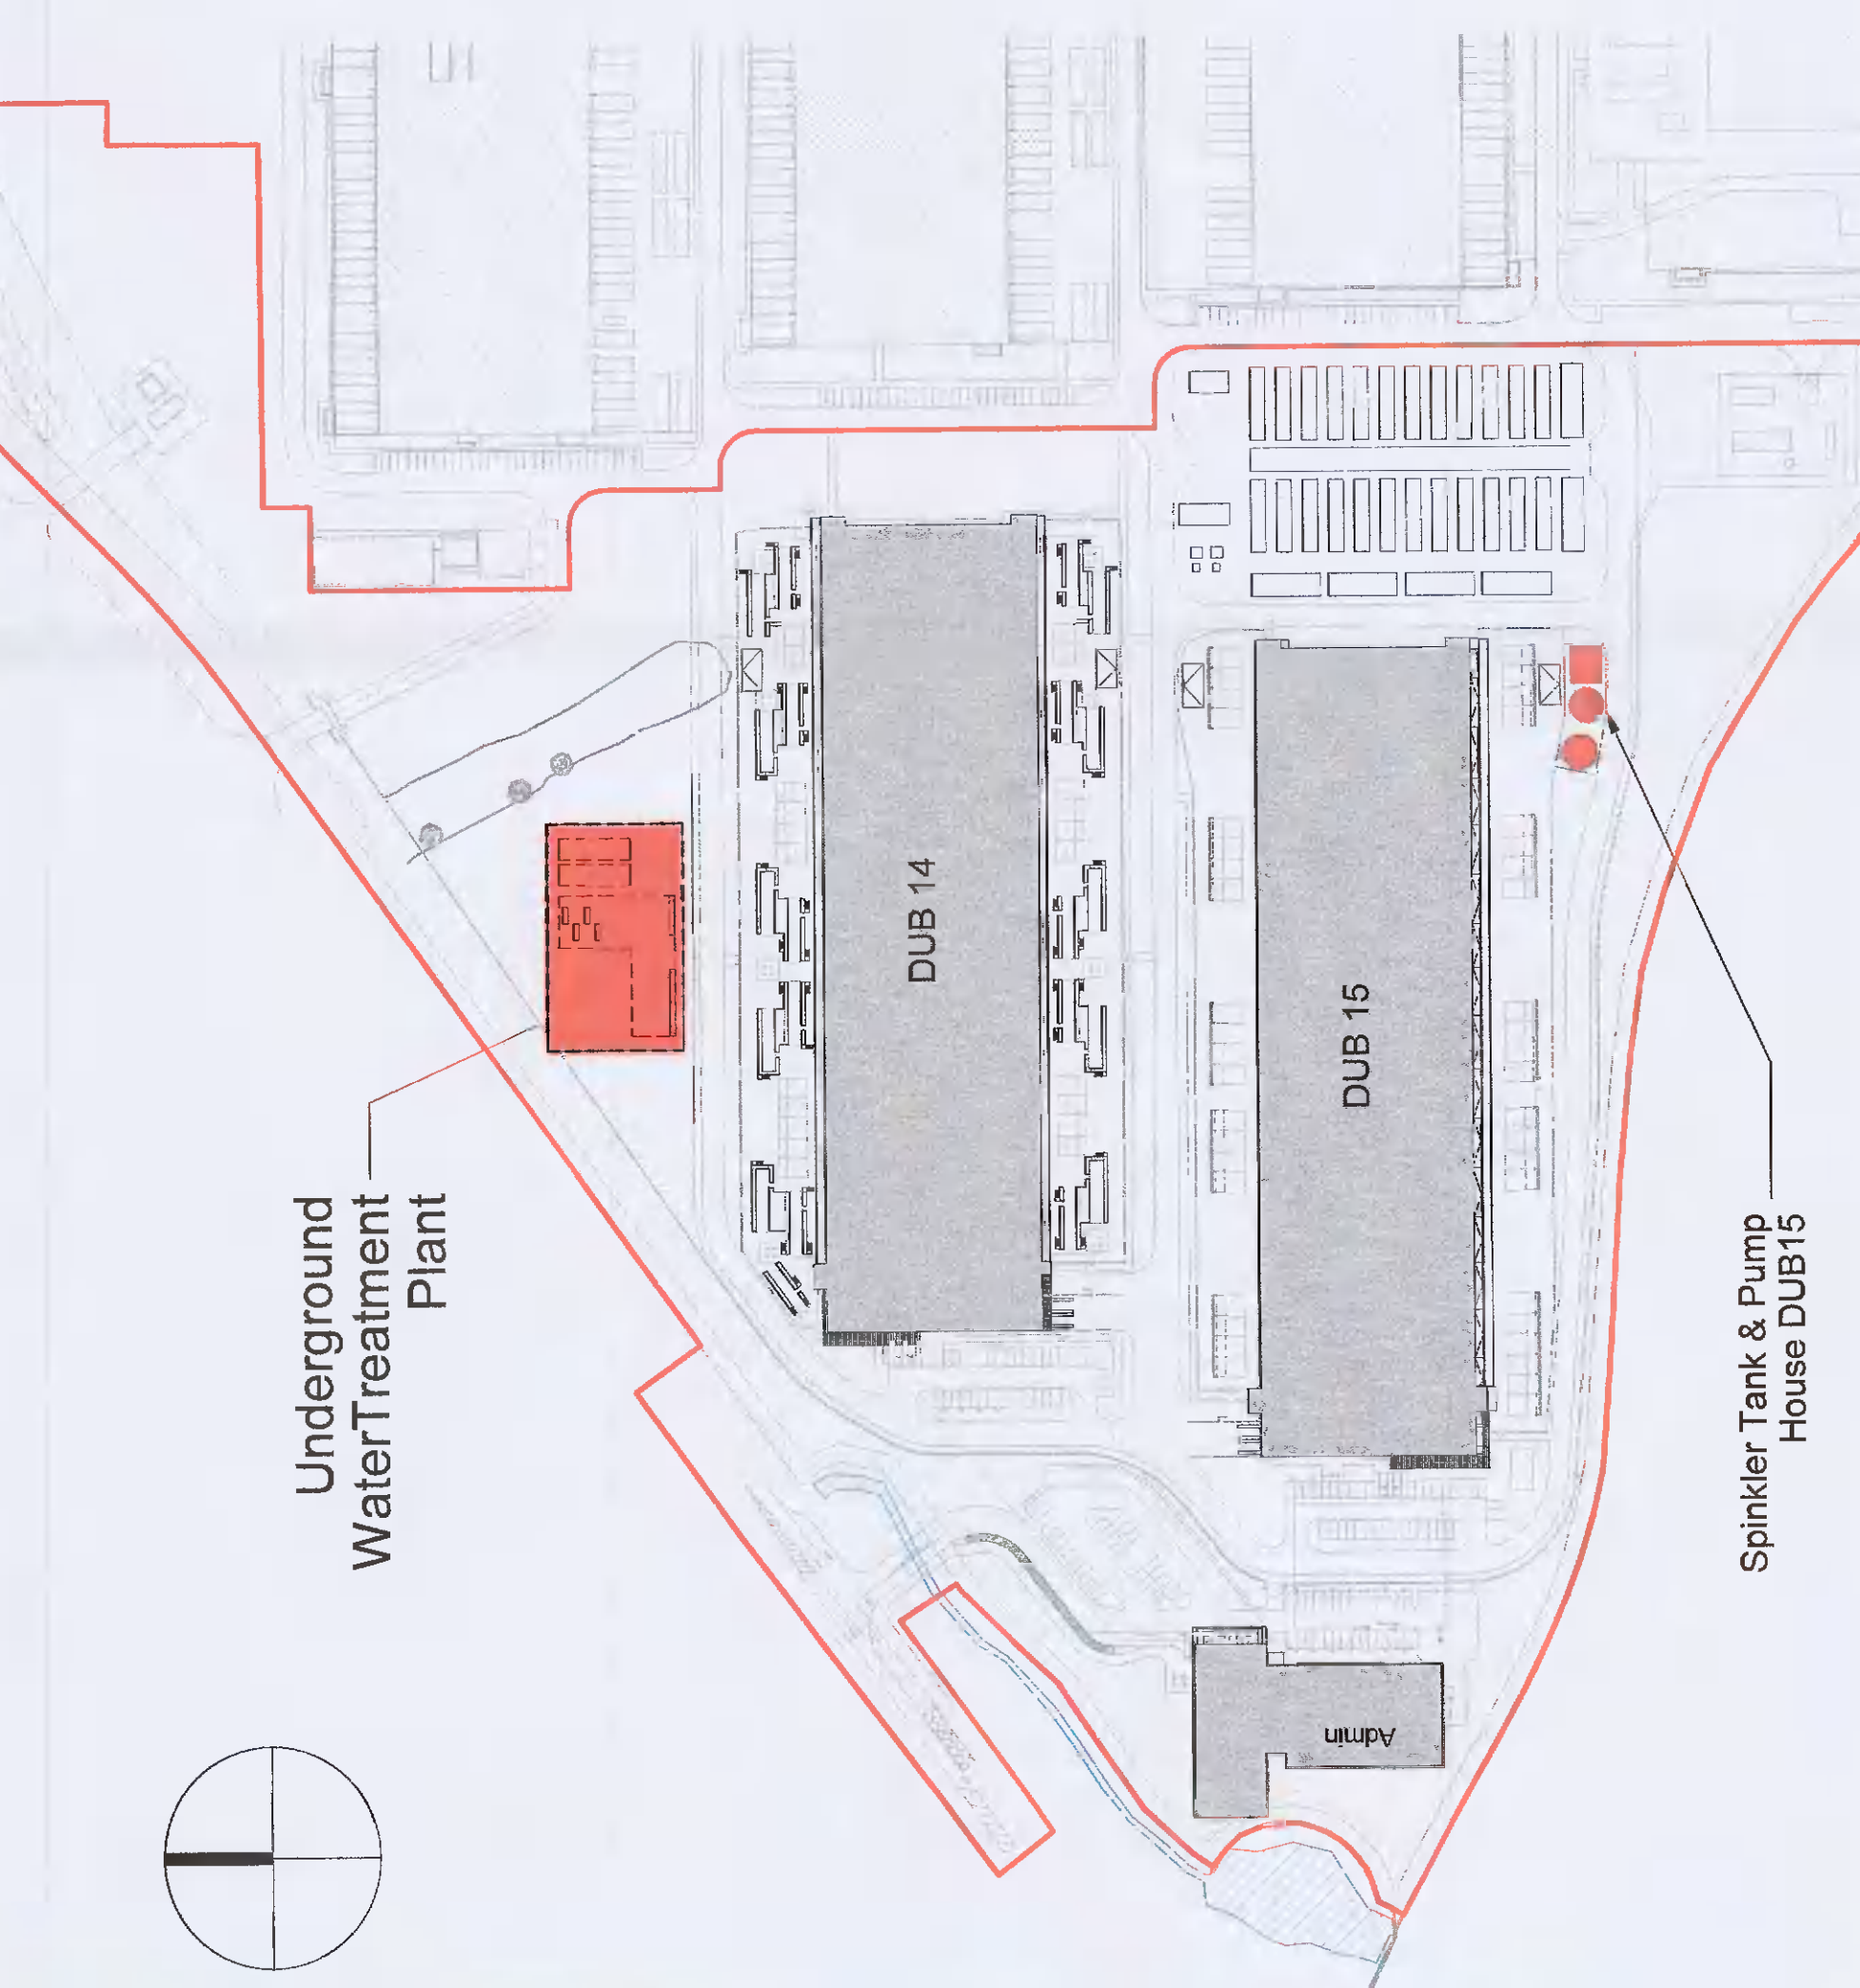 Underground
WaterTreatment
Plant
DUB 14
DUB 15
Spinkler Tank & Pump
House DUB15
Admin